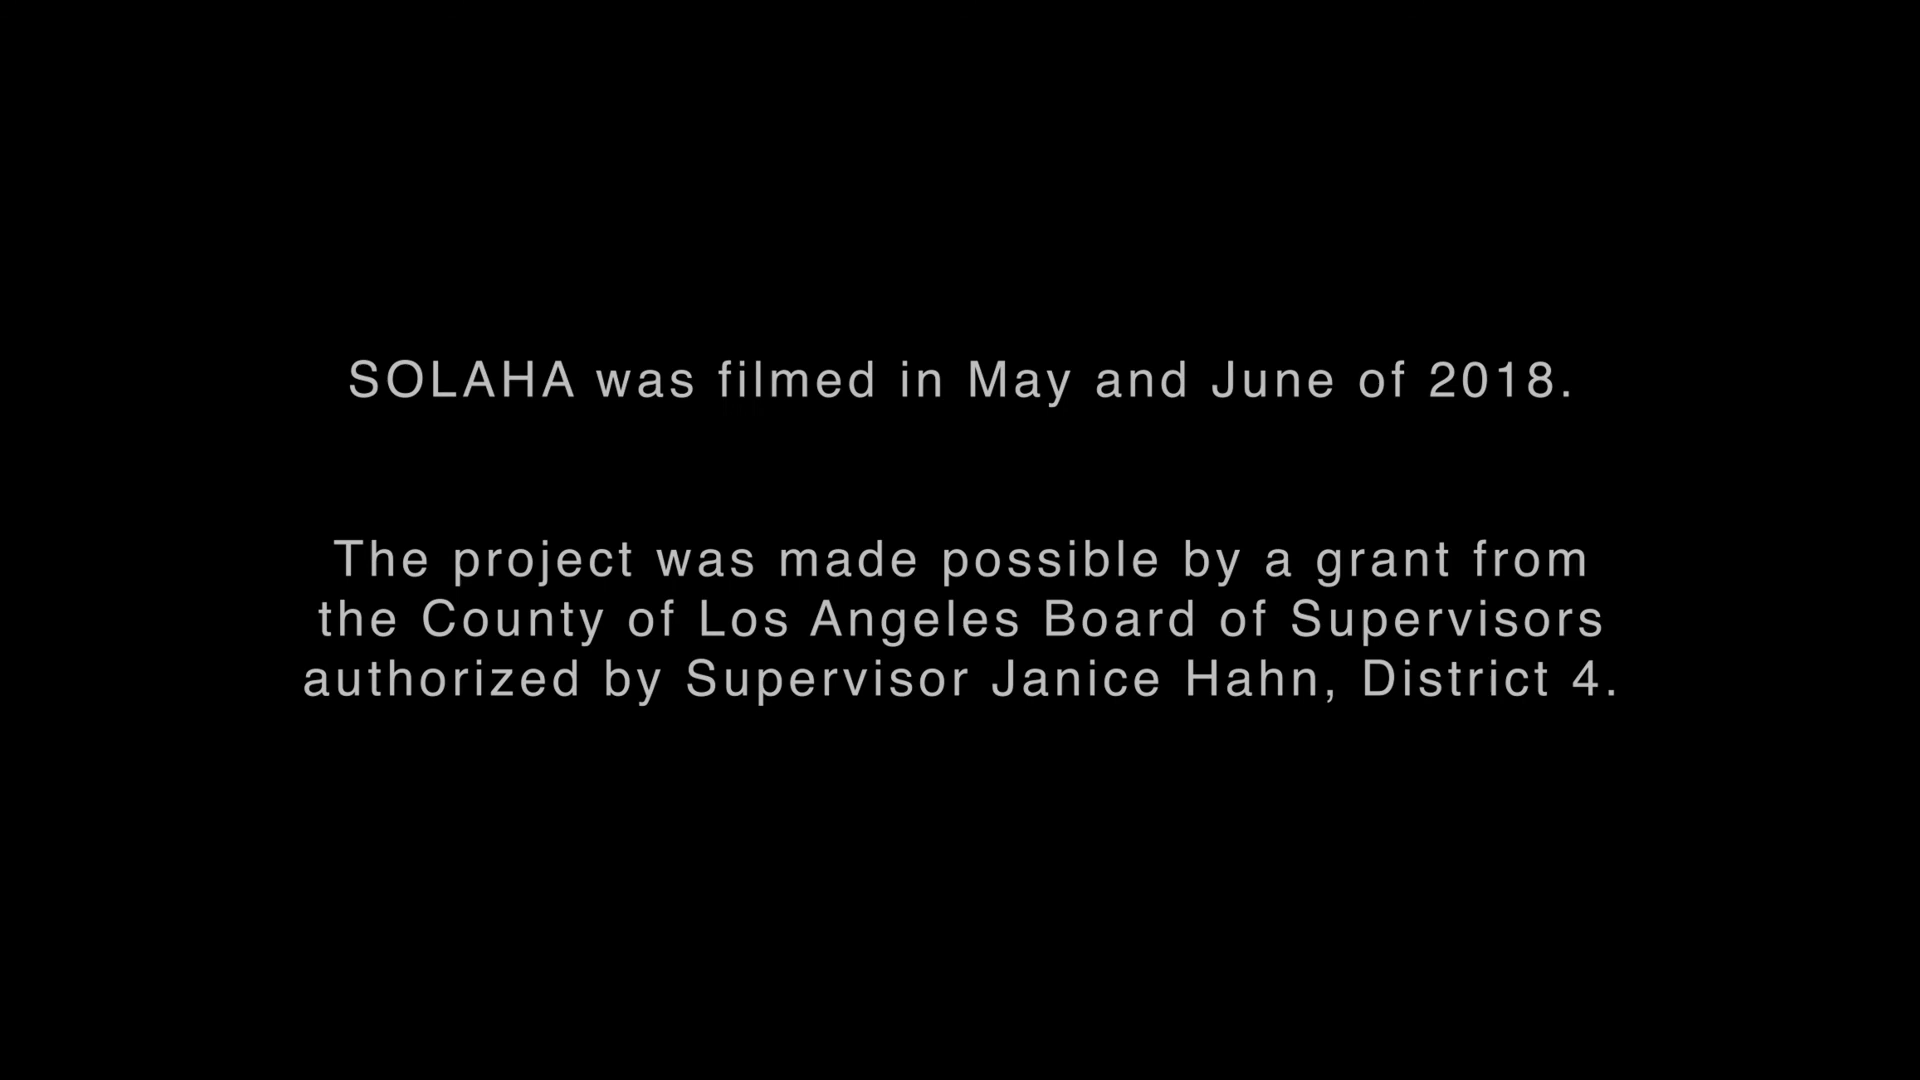 SOLAHA was filmed in May and June of 2018.
The project was made possible by a grant from
the County of Los Angeles Board of Supervisors
authorized by Supervisor Janice Hahn, District 4.